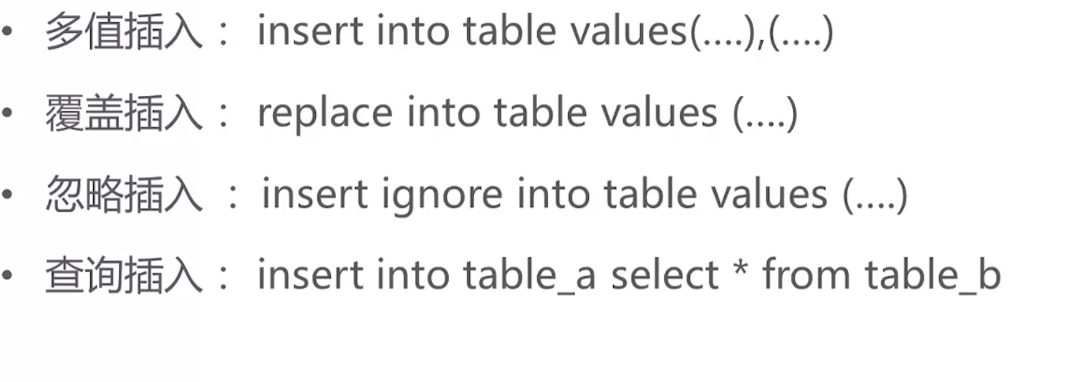 • 多值插入： insert into table values(....),(....)
• 覆盖插入： replace into table values (....)
• 忽略插入 ： insert ignore into table values (....)
• 查询插入： insert into table_a select * from table_b